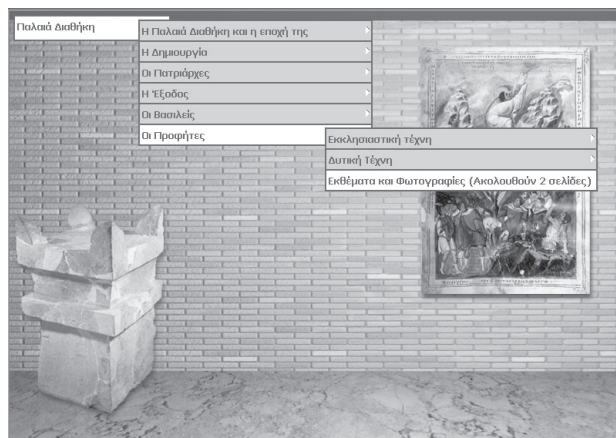 Παλαιά Διαθήκη
Η Παλαιά Διαθήκη και η εποχή της
Η Δημιουργία
Οι Πατριάρχες
Η Έξοδος
Οι Βασιλείς
Οι Προφήτες
Εκκλησιαστική τέχνη
Δυτική Τέχνη
Εκθέματα και Φωτογραφίες (Ακολουθούν 2 σελίδες)